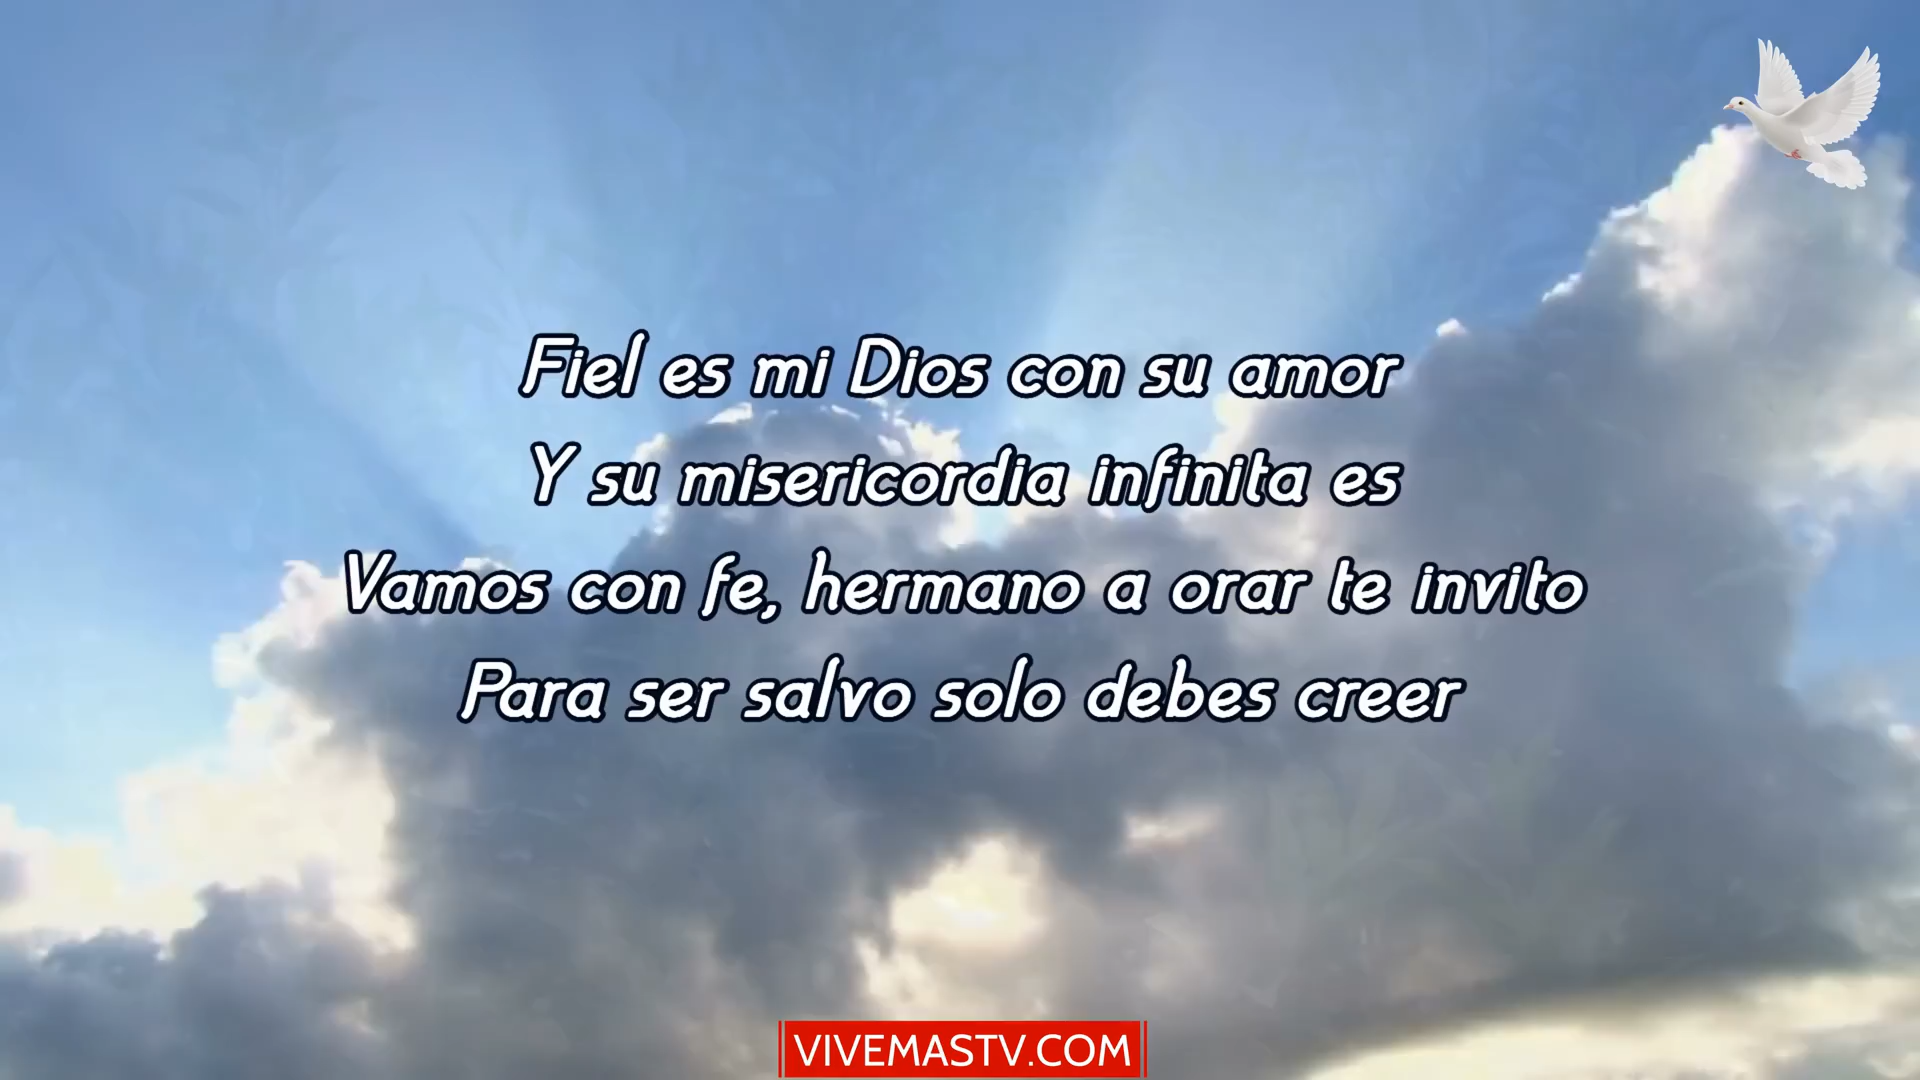 Fiel es mi Dios con su amor
Y su misericordia infinita es
Vamos con fe, hermano a orar te invito
Para ser salvo solo debes creer
VIVEMASTV.COM